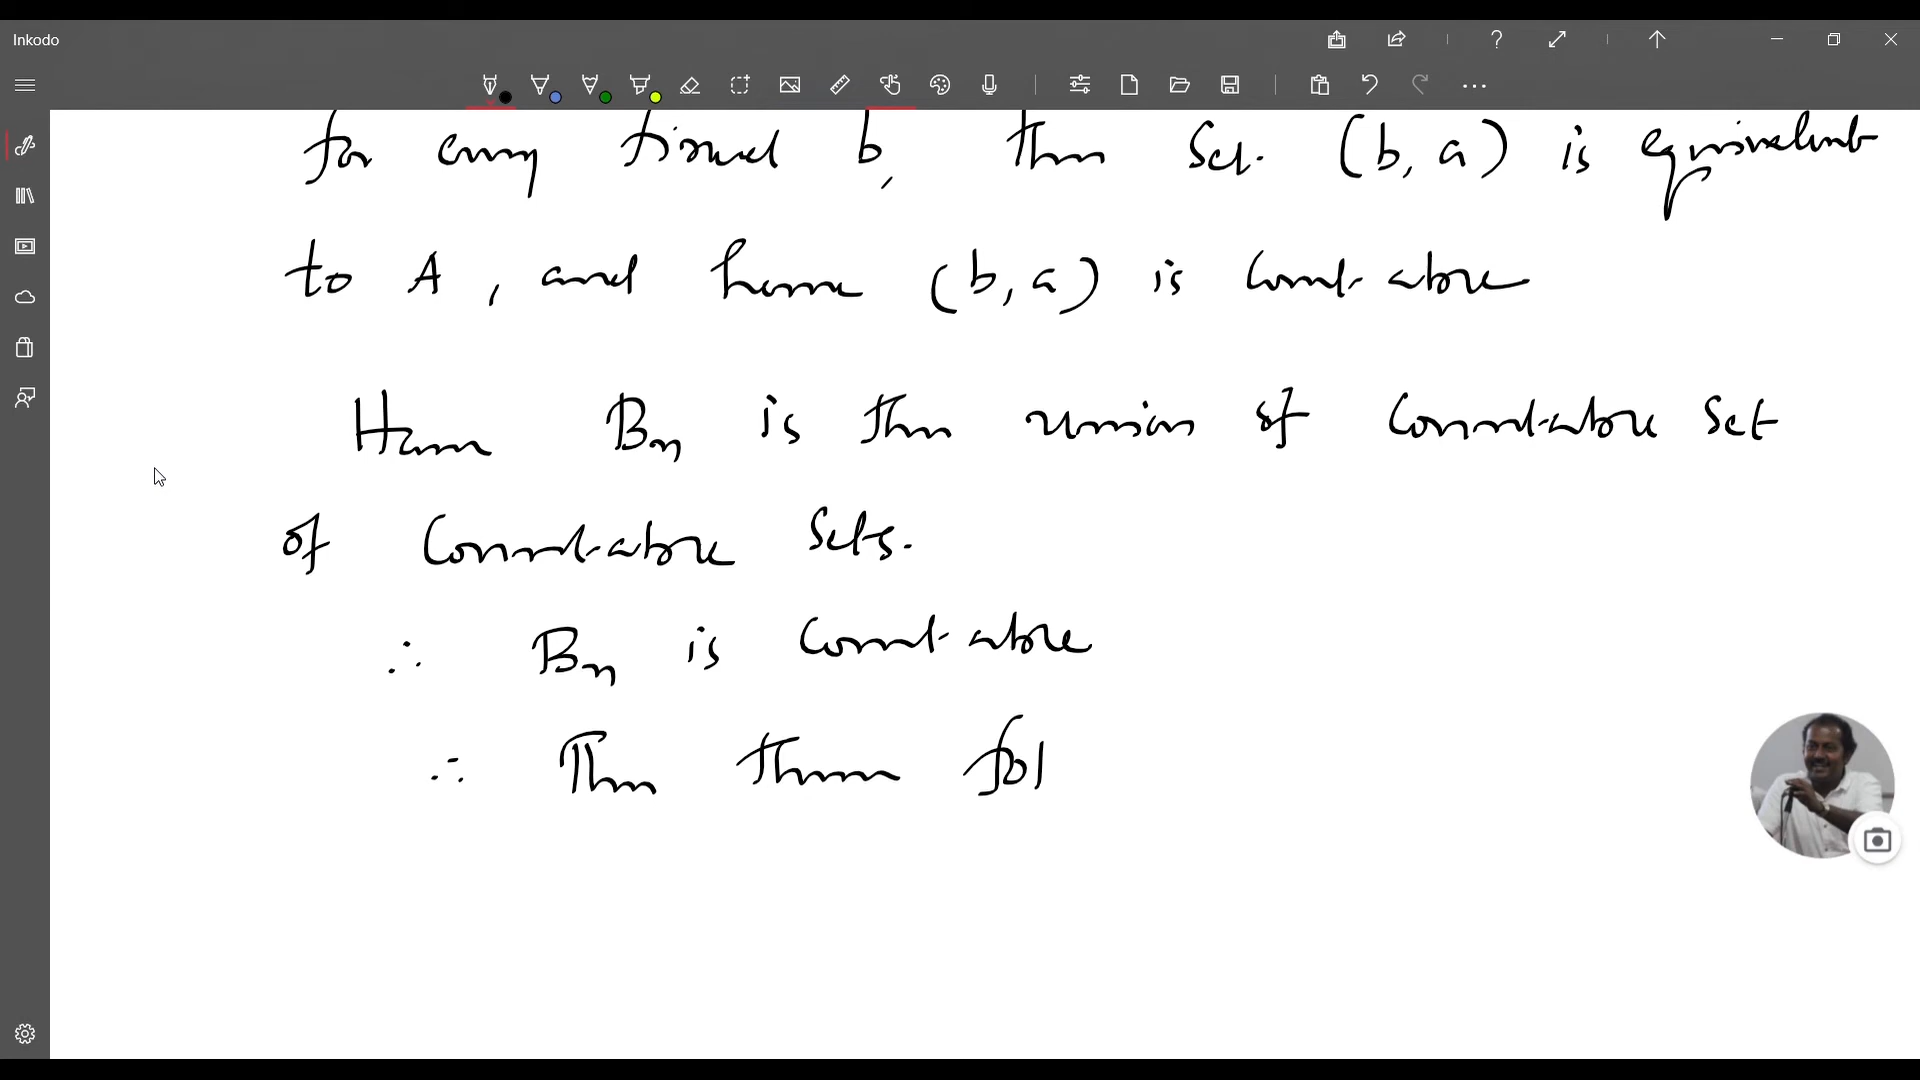 Inkodo
for every fixed b, the set (b, a) is equivalent
to A, and hence (b, a) is countable
Hence Bn is the union of countable set
of countable sets.
∴ Bn is countable
∴ The thm fol